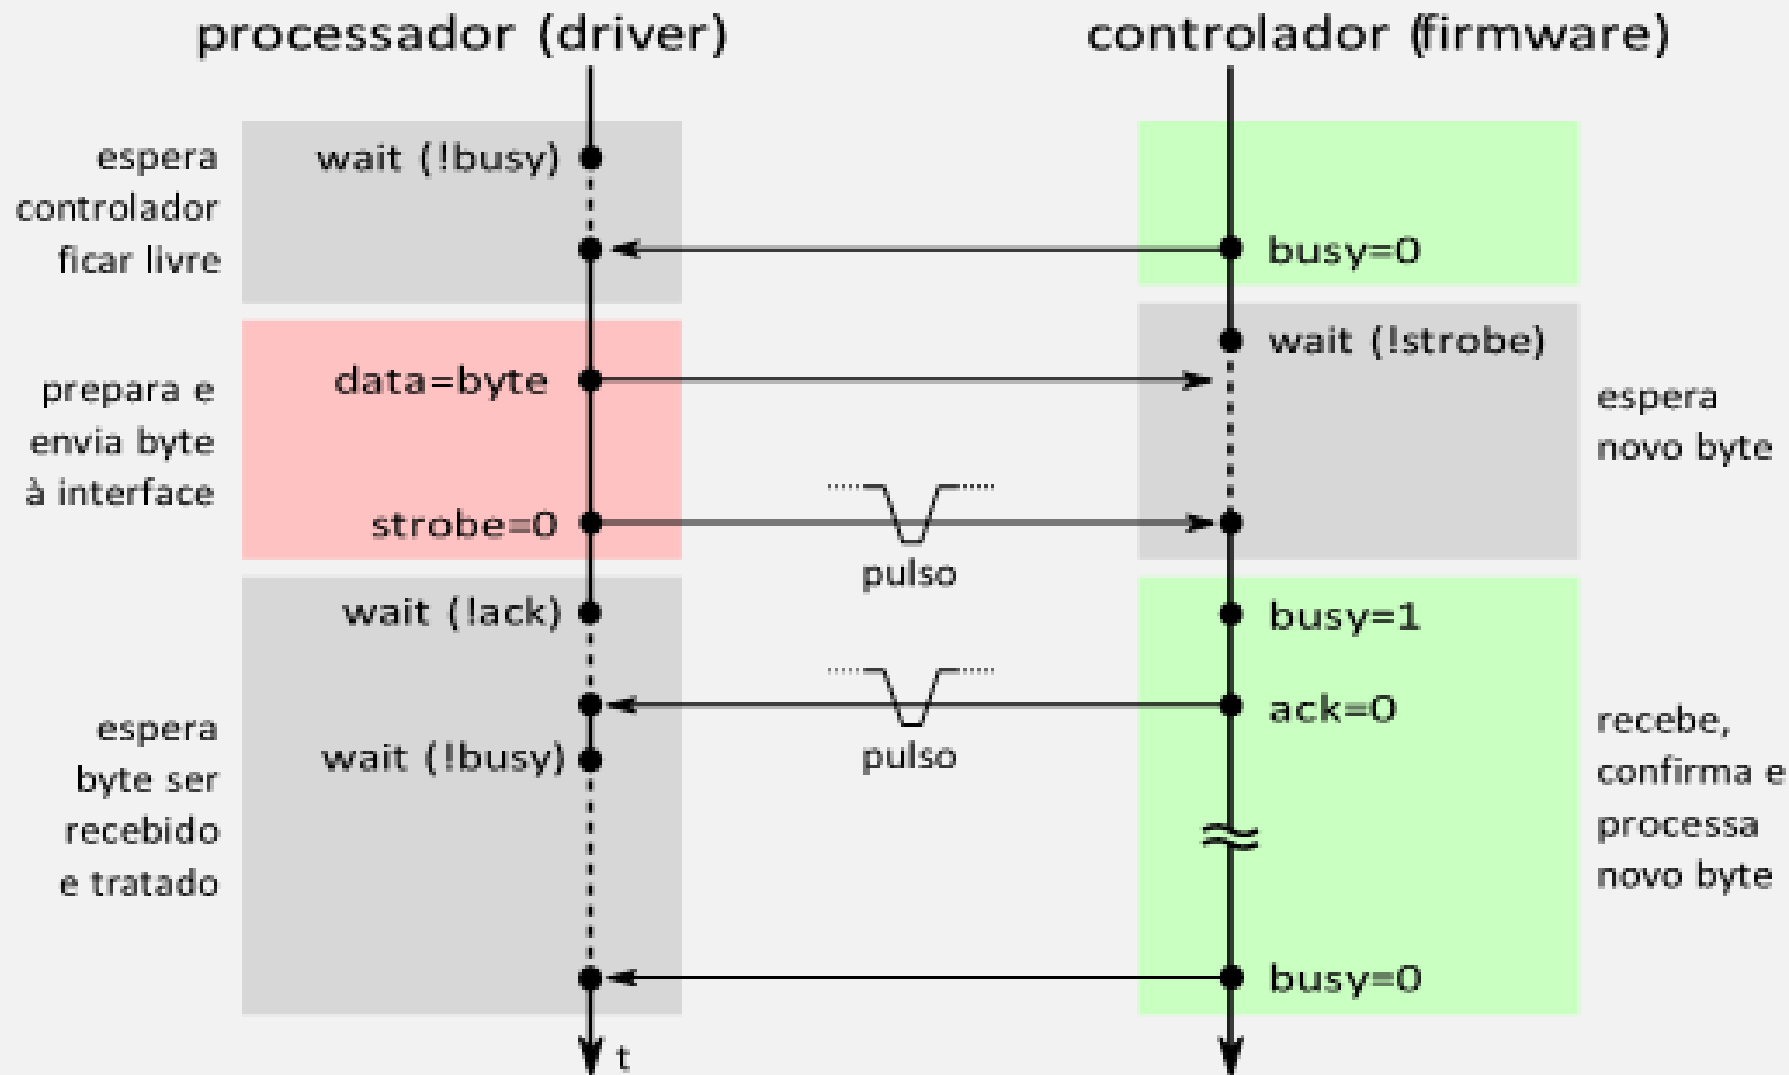 processador (driver)
controlador (firmware)
espera
controlador
ficar livre
wait (!busy)
busy=0
wait (!strobe)
prepara e
envia byte
à interface
data=byte
strobe=0
pulso
espera
novo byte
wait (!ack)
busy=1
ack=0
pulso
wait (!busy)
espera
byte ser
recebido
e tratado
recebe,
confirma e
processa
novo byte
busy=0
t